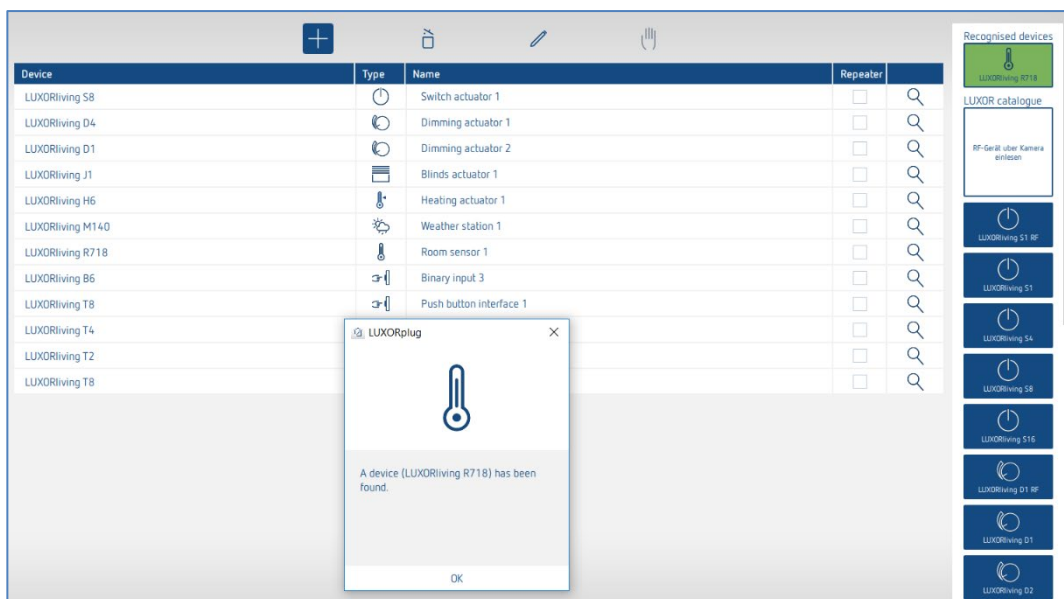 Recognised devices
LUXORliving R718
LUXOR catalogue
RF-Gerät uber Kamera
einlesen
LUXORliving S1 RF
LUXORliving S1
LUXORliving S4
LUXORliving S8
LUXORliving S16
LUXORliving D1 RF
LUXORliving D1
LUXORliving D2
Device Type Name Repeater
LUXORliving S8 Switch actuator 1
LUXORliving D4 Dimming actuator 1
LUXORliving D1 Dimming actuator 2
LUXORliving J1 Blinds actuator 1
LUXORliving H6 Heating actuator 1
LUXORliving M140 Weather station 1
LUXORliving R718 Room sensor 1
LUXORliving B6 Binary input 3
LUXORliving T8 Push button interface 1
LUXORliving T4
LUXORliving T2
LUXORliving T8
LUXORplug
A device (LUXORliving R718) has been
found.
OK